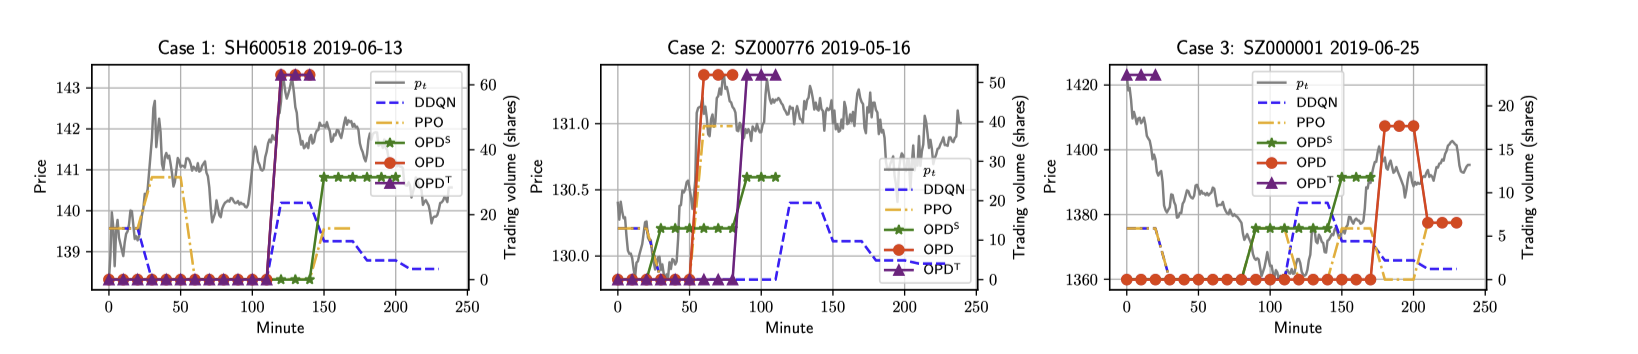 Case 1: SH600518 2019-06-13
143
142
141
140
139
Price
60
40
20
0
Trading volume (shares)
p_t
DDQN
PPO
OPD^S
OPD
OPD^T
0 50 100 150 200 250
Minute
Case 2: SZ000776 2019-05-16
131.0
130.5
130.0
Price
50
40
30
20
10
0
Trading volume (shares)
p_t
DDQN
PPO
OPD^S
OPD
OPD^T
0 50 100 150 200 250
Minute
Case 3: SZ000001 2019-06-25
1420
1400
1380
1360
Price
20
15
10
5
0
Trading volume (shares)
p_t
DDQN
PPO
OPD^S
OPD
OPD^T
0 50 100 150 200 250
Minute